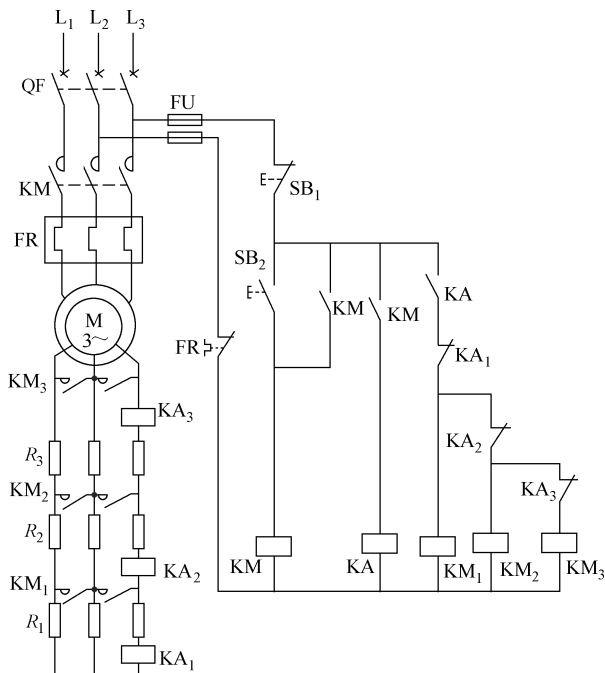 L₁ L₂ L₃
QF
FU
KM
SB₁
FR
SB₂
KM
KM
KA
M
3～
FR
KA₁
KM₃
KA₃
KA₂
R₃
KA₃
KM₂
R₂
KA₂
KM
KA
KM₁
KM₂
KM₃
KM₁
R₁
KA₁